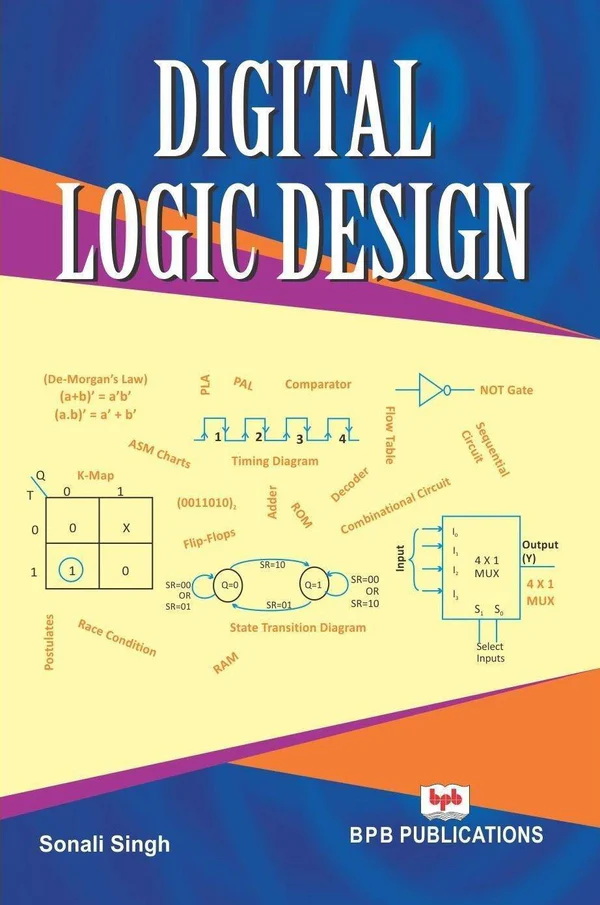 DIGITAL
LOGIC DESIGN
(De-Morgan's Law)
(a+b)' = a'b'
(a.b)' = a' + b'
PLA
PAL
Comparator
NOT Gate
1 2 3 4
Timing Diagram
ASM Charts
Flow Table
Sequential
Circuit
K-Map
Q
T
0 1
0 0 X
1 1 0
(0011010)₂
Adder
ROM
Decoder
Combinational Circuit
Flip-Flops
SR=10
SR=00
OR
SR=01
Q=0
Q=1
SR=00
OR
SR=10
SR=01
State Transition Diagram
Input
I₀
I₁
I₂
I₃
4 X 1
MUX
S₁ S₀
Select
Inputs
Output
(Y)
4 X 1
MUX
Postulates
Race Condition
RAM
bpb
BPB PUBLICATIONS
Sonali Singh